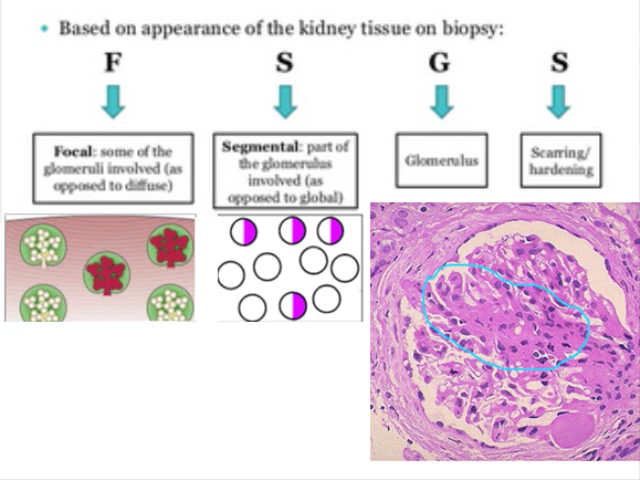 • Based on appearance of the kidney tissue on biopsy:
F S G S
Focal: some of the
glomeruli involved (as
opposed to diffuse)
Segmental: part of
the glomerulus
involved (as
opposed to global)
Glomerulus
Scarring/
hardening